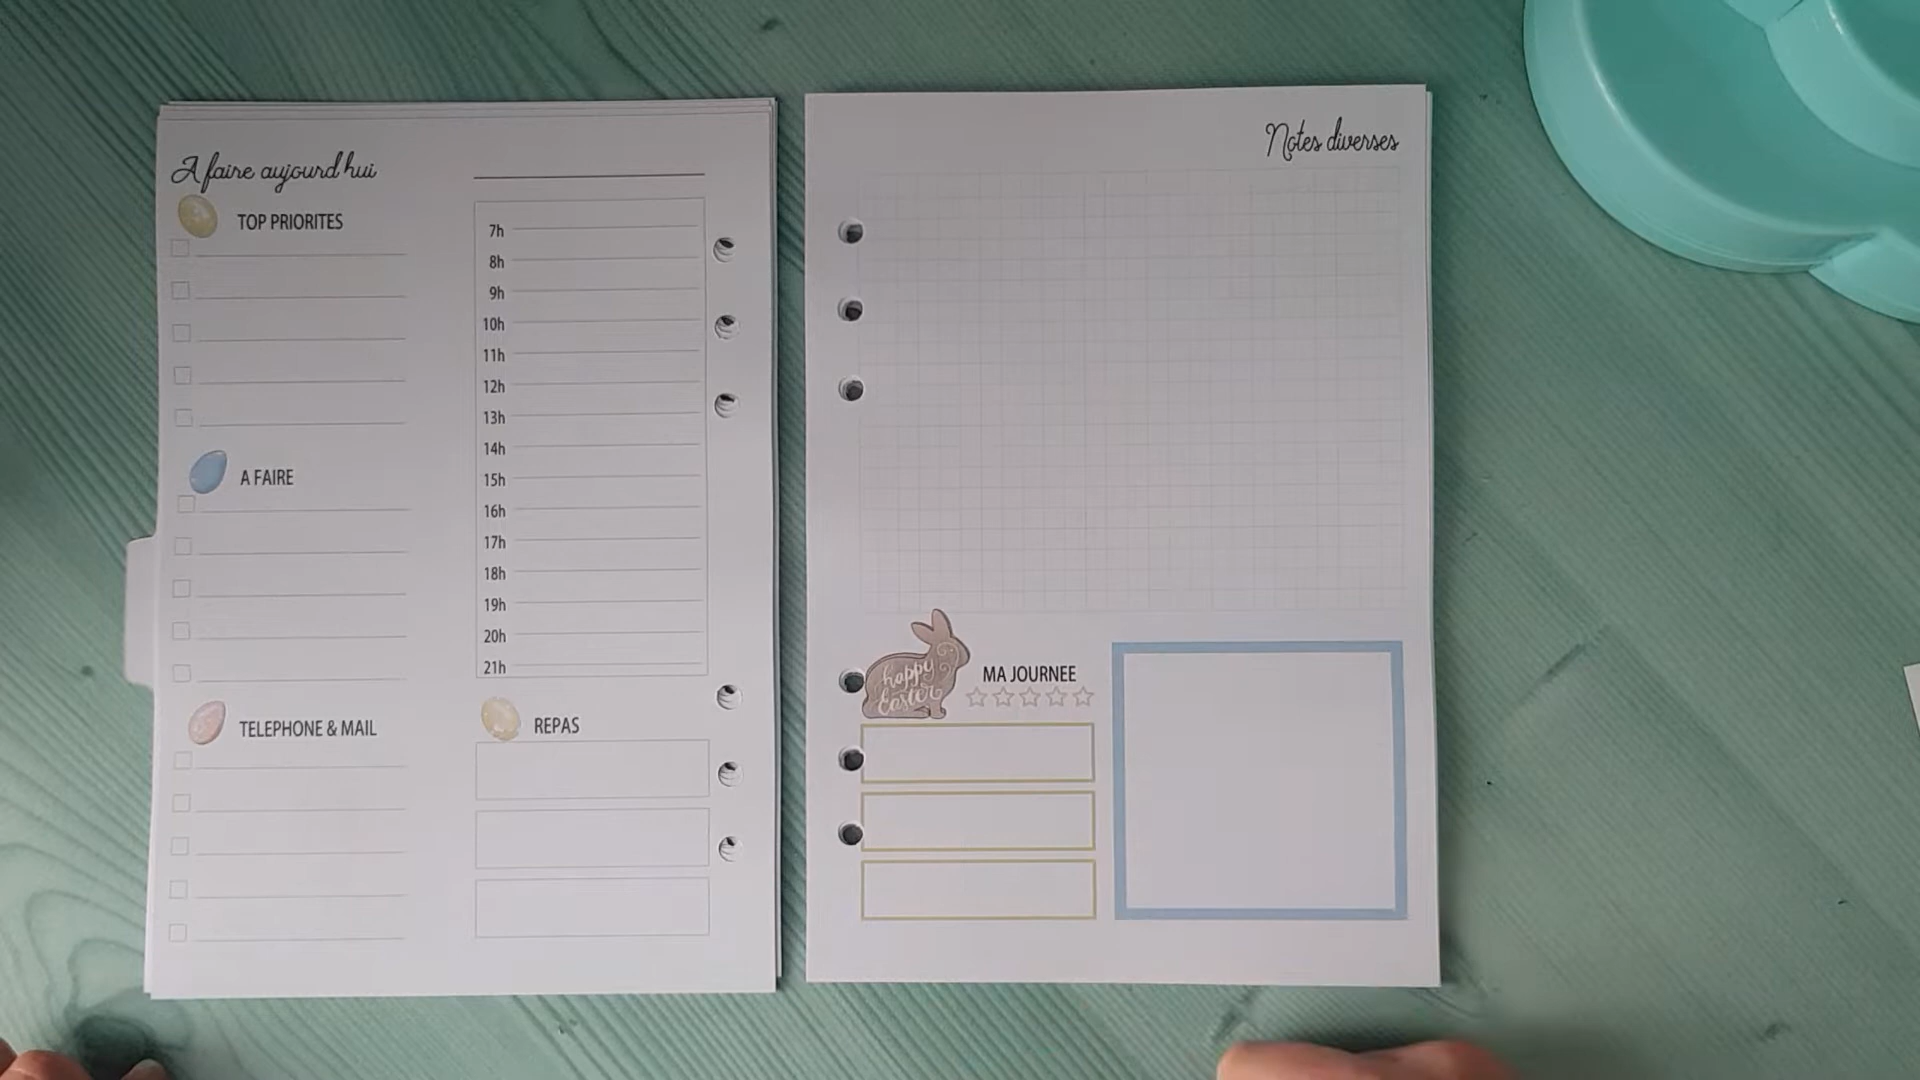 A faire aujourd'hui
TOP PRIORITES
7h
8h
9h
10h
11h
12h
13h
14h
15h
16h
17h
18h
19h
20h
21h
A FAIRE
TELEPHONE & MAIL
REPAS
Notes diverses
happy
Easter
MA JOURNEE